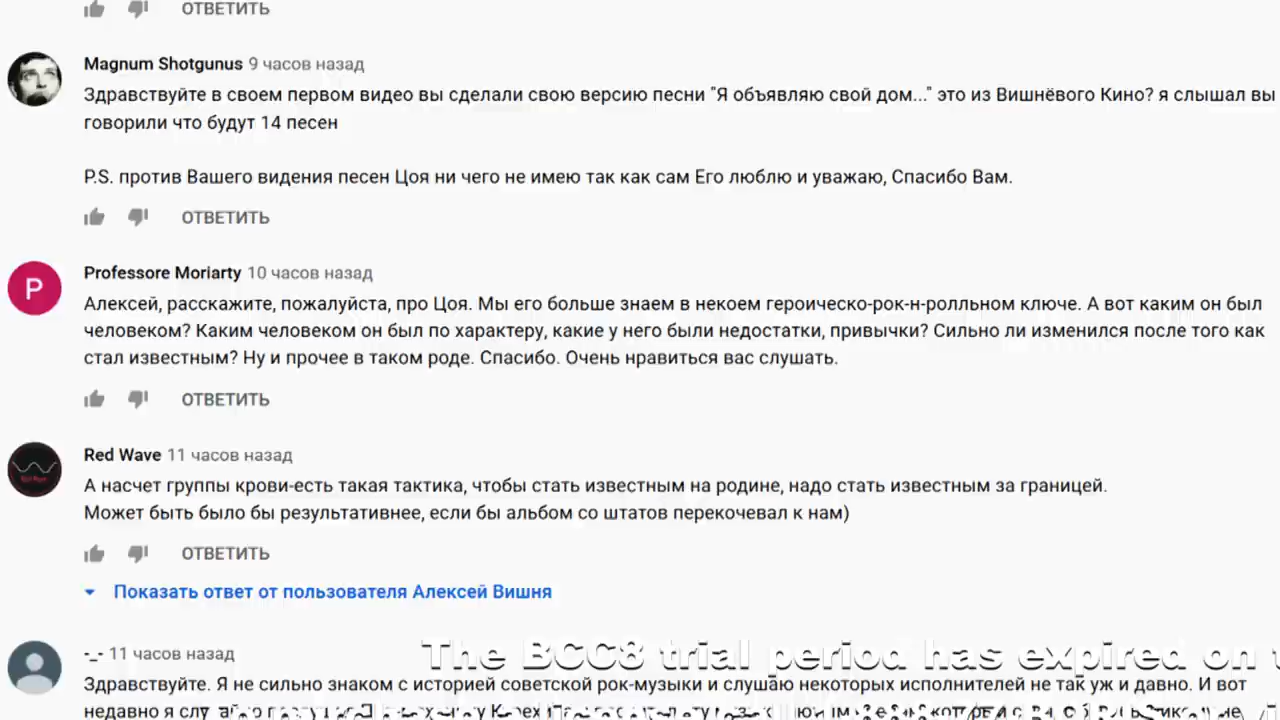 ОТВЕТИТЬ
Magnum Shotgunus 9 часов назад
Здравствуйте в своем первом видео вы сделали свою версию песни "Я объявляю свой дом..." это из Вишнёвого Кино? я слышал вы
говорили что будут 14 песен
P.S. против Вашего видения песен Цоя ни чего не имею так как сам Его люблю и уважаю, Спасибо Вам.
ОТВЕТИТЬ
P
Professore Moriarty 10 часов назад
Алексей, расскажите, пожалуйста, про Цоя. Мы его больше знаем в некоем героическо-рок-н-ролльном ключе. А вот каким он был
человеком? Каким человеком он был по характеру, какие у него были недостатки, привычки? Сильно ли изменился после того как
стал известным? Ну и прочее в таком роде. Спасибо. Очень нравиться вас слушать.
ОТВЕТИТЬ
Red Wave 11 часов назад
А насчет группы крови-есть такая тактика, чтобы стать известным на родине, надо стать известным за границей.
Может быть было бы результативнее, если бы альбом со штатов перекочевал к нам)
ОТВЕТИТЬ
Показать ответ от пользователя Алексей Вишня
-_- 11 часов назад
The BCC8 trial period has expired on
Здравствуйте. Я не сильно знаком с историей советской рок-музыки и слушаю некоторых исполнителей не так уж и давно. И вот
недавно я